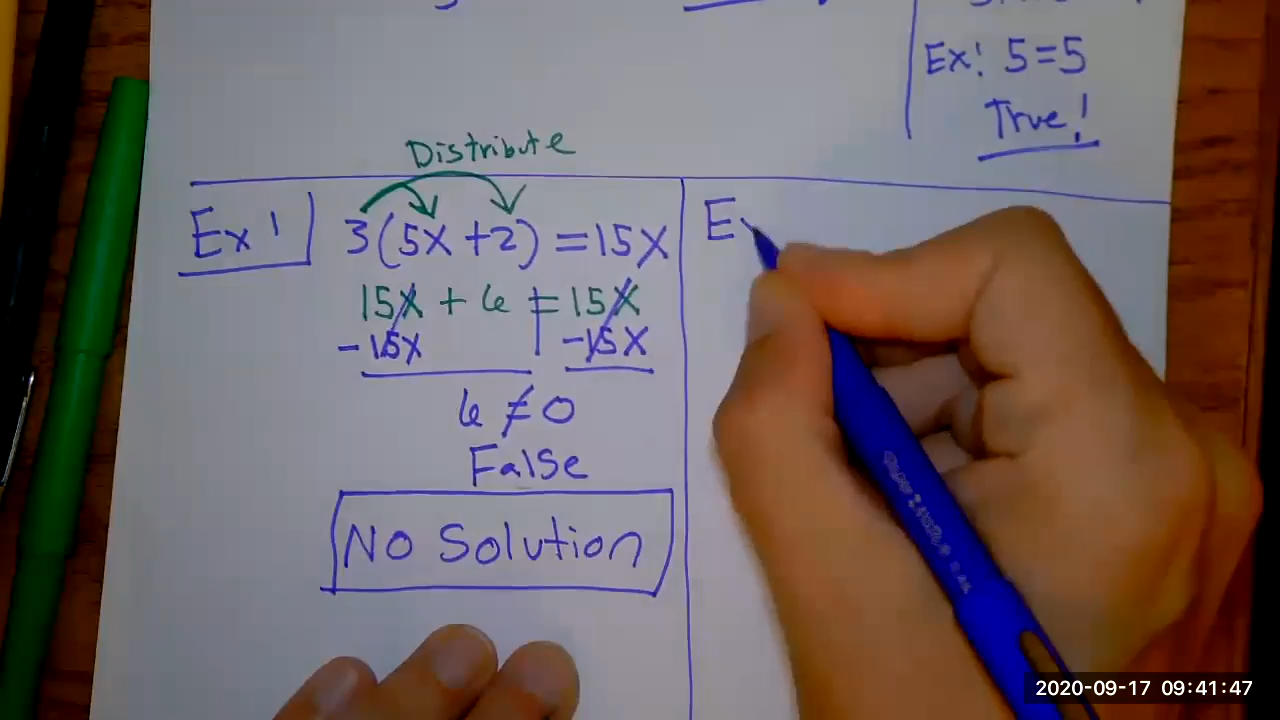 Ex! 5=5
True!
Distribute
Ex 1 3(5x+2)=15x
15x + 6 = 15x
-15x -15x
6 ≠ 0
False
No Solution
E
2020-09-17 09:41:47